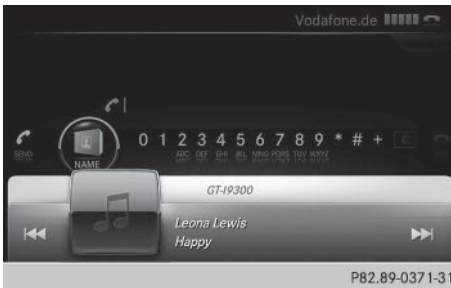 Vodafone.de
0 1 2 3 4 5 6 7 8 9 * # + C
SEND ABC DEF GHI JKL MNO PQRS TUV WXYZ
NAME
GT-I9300
Leona Lewis
Happy
P82.89-0371-31